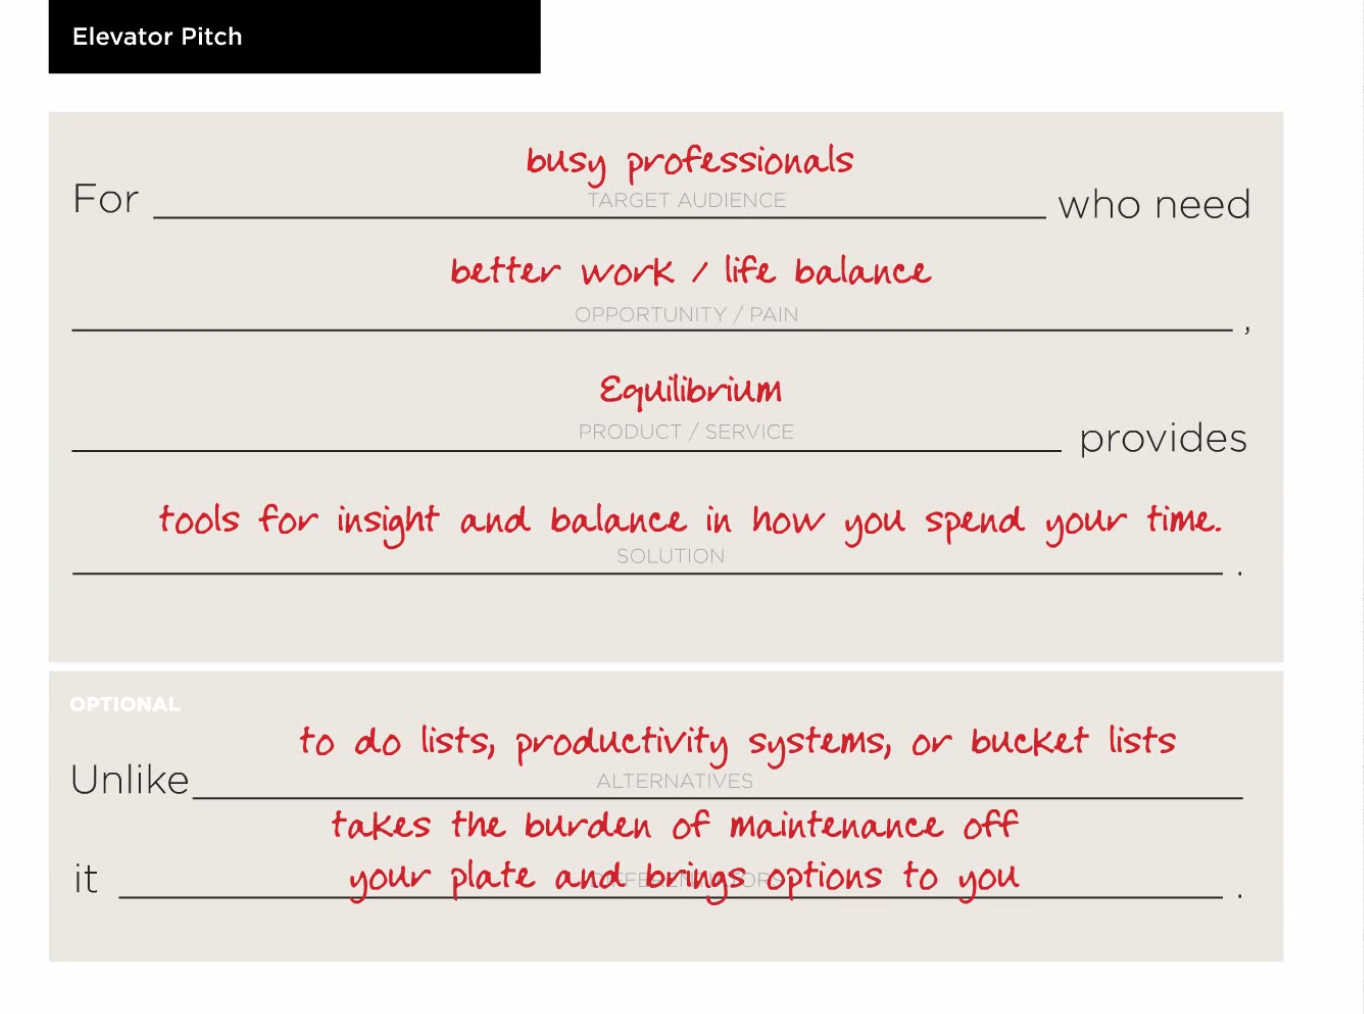 Elevator Pitch
busy professionals
For TARGET AUDIENCE who need
better work / life balance
OPPORTUNITY / PAIN ,
Equilibrium
PRODUCT / SERVICE provides
tools for insight and balance in how you spend your time.
SOLUTION .
OPTIONAL
to do lists, productivity systems, or bucket lists
Unlike ALTERNATIVES
takes the burden of maintenance off
it your plate and brings options to you .